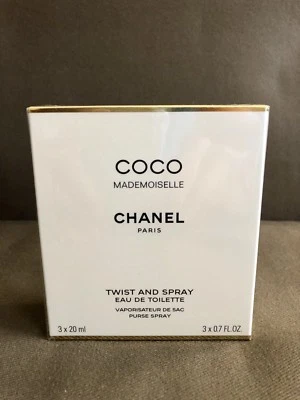 COCO
MADEMOISELLE
CHANEL
PARIS
TWIST AND SPRAY
EAU DE TOILETTE
VAPORISATEUR DE SAC
PURSE SPRAY
3 x 20 ml 3 x 0.7 FL.OZ.